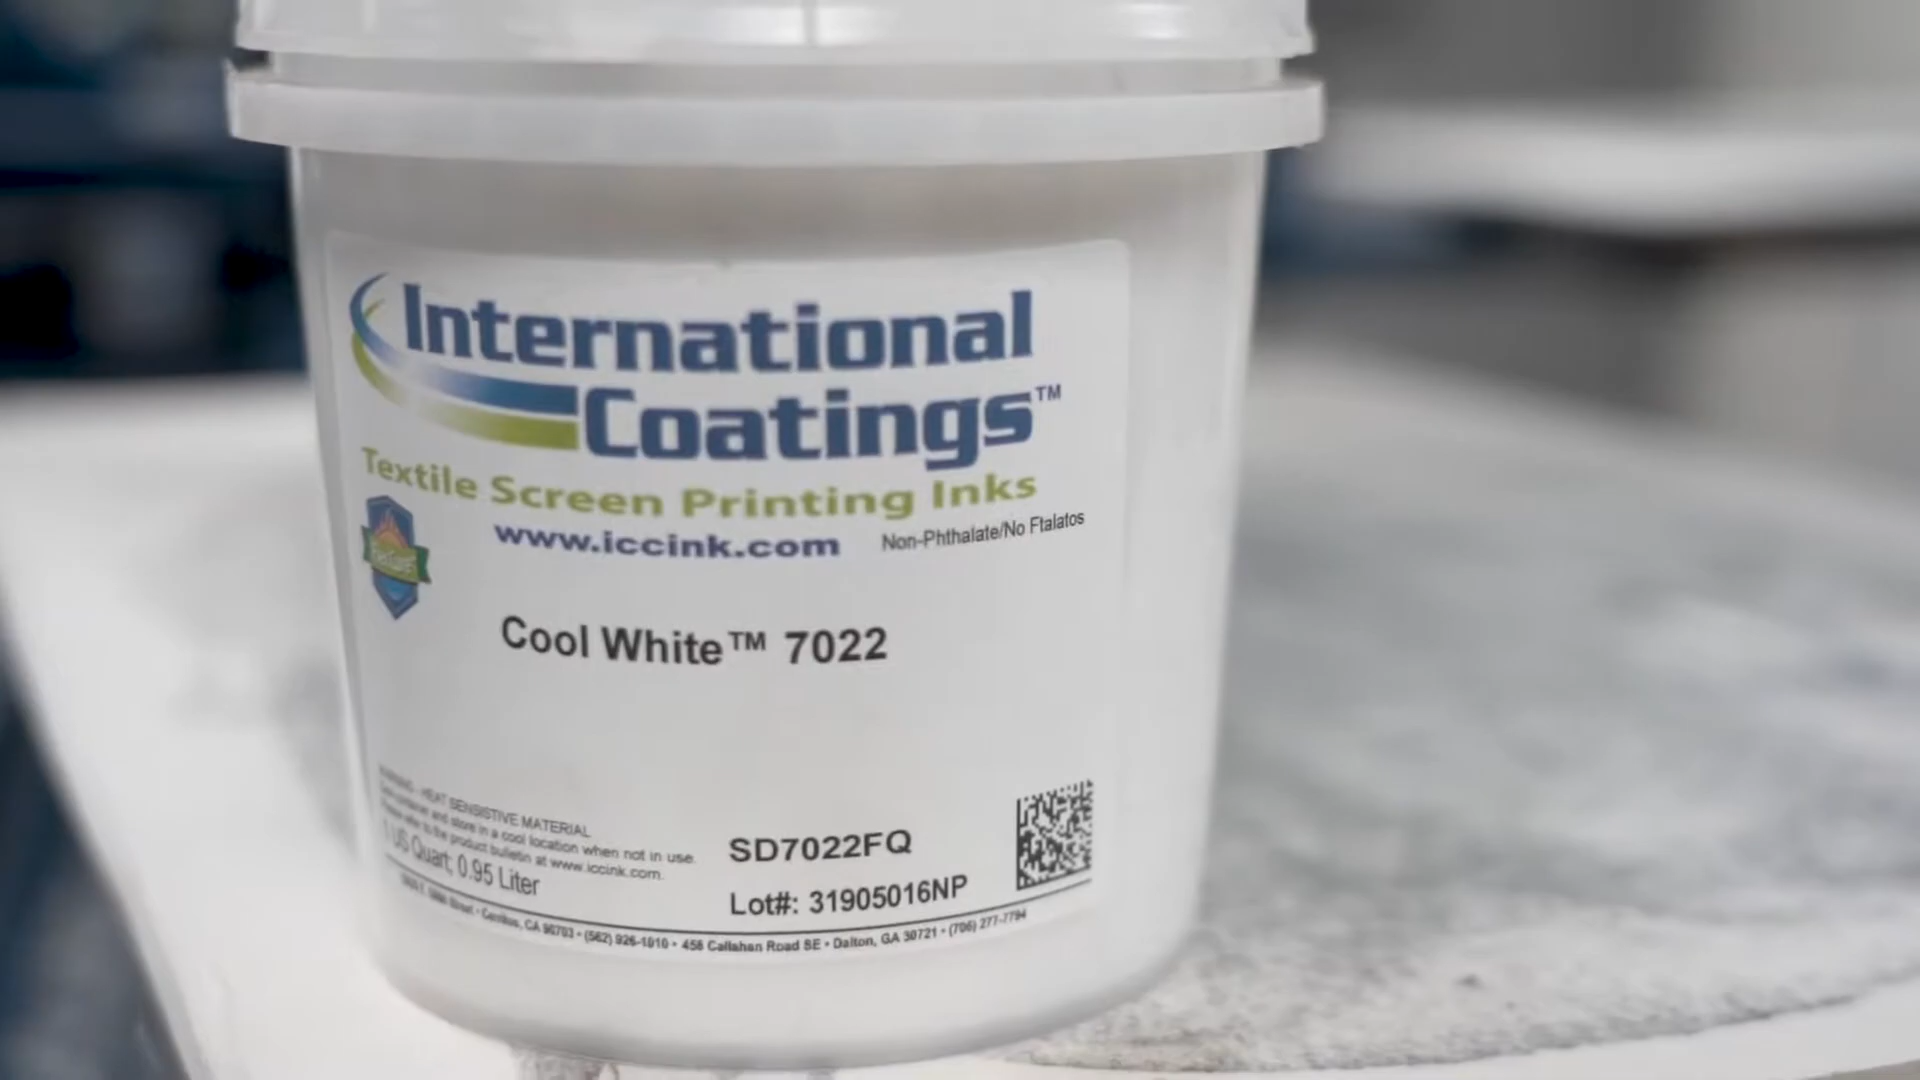 International
Coatings™
Textile Screen Printing Inks
www.iccink.com
Non-Phthalate/No Ftalatos
Cool White™ 7022
WARNING - HEAT SENSISTIVE MATERIAL
and store in a cool location when not in use.
refer to the product bulletin at www.iccink.com.
1 US Quart, 0.95 Liter
SD7022FQ
Lot#: 31905016NP
Street • Cerritos, CA 90703 • (562) 926-1010 • 456 Callahan Road SE • Dalton, GA 30721 • (706) 277-7794